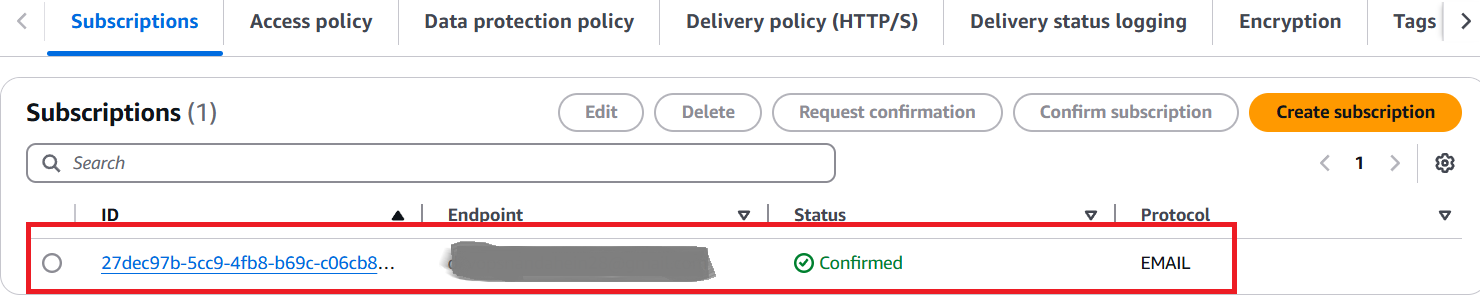 Subscriptions Access policy Data protection policy Delivery policy (HTTP/S) Delivery status logging Encryption Tags
Subscriptions (1) Edit Delete Request confirmation Confirm subscription Create subscription
Search 1
ID Endpoint Status Protocol
27dec97b-5cc9-4fb8-b69c-c06cb8... Confirmed EMAIL